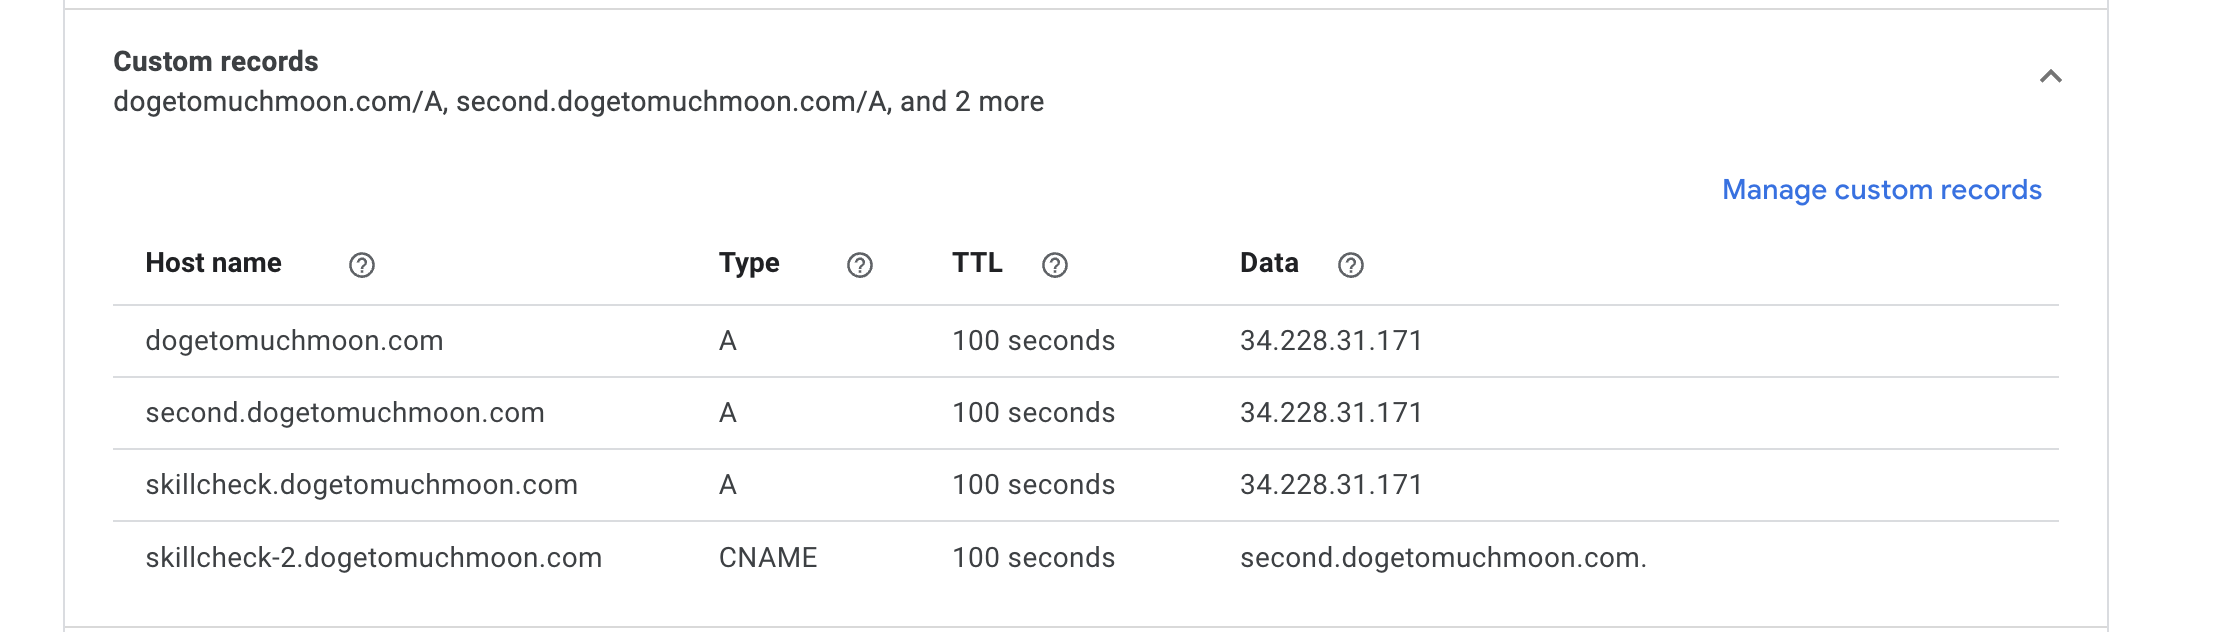 Custom records
dogetomuchmoon.com/A, second.dogetomuchmoon.com/A, and 2 more
Manage custom records
Host name Type TTL Data
dogetomuchmoon.com A 100 seconds 34.228.31.171
second.dogetomuchmoon.com A 100 seconds 34.228.31.171
skillcheck.dogetomuchmoon.com A 100 seconds 34.228.31.171
skillcheck-2.dogetomuchmoon.com CNAME 100 seconds second.dogetomuchmoon.com.